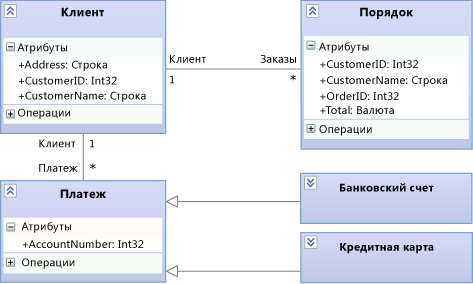 Клиент
Атрибуты
+Address: Строка
+CustomerID: Int32
+CustomerName: Строка
Операции
Клиент
Заказы
1
*
Порядок
Атрибуты
+CustomerID: Int32
+CustomerName: Строка
+OrderID: Int32
+Total: Валюта
Операции
Клиент 1
Платеж *
Платеж
Атрибуты
+AccountNumber: Int32
Операции
Банковский счет
Кредитная карта